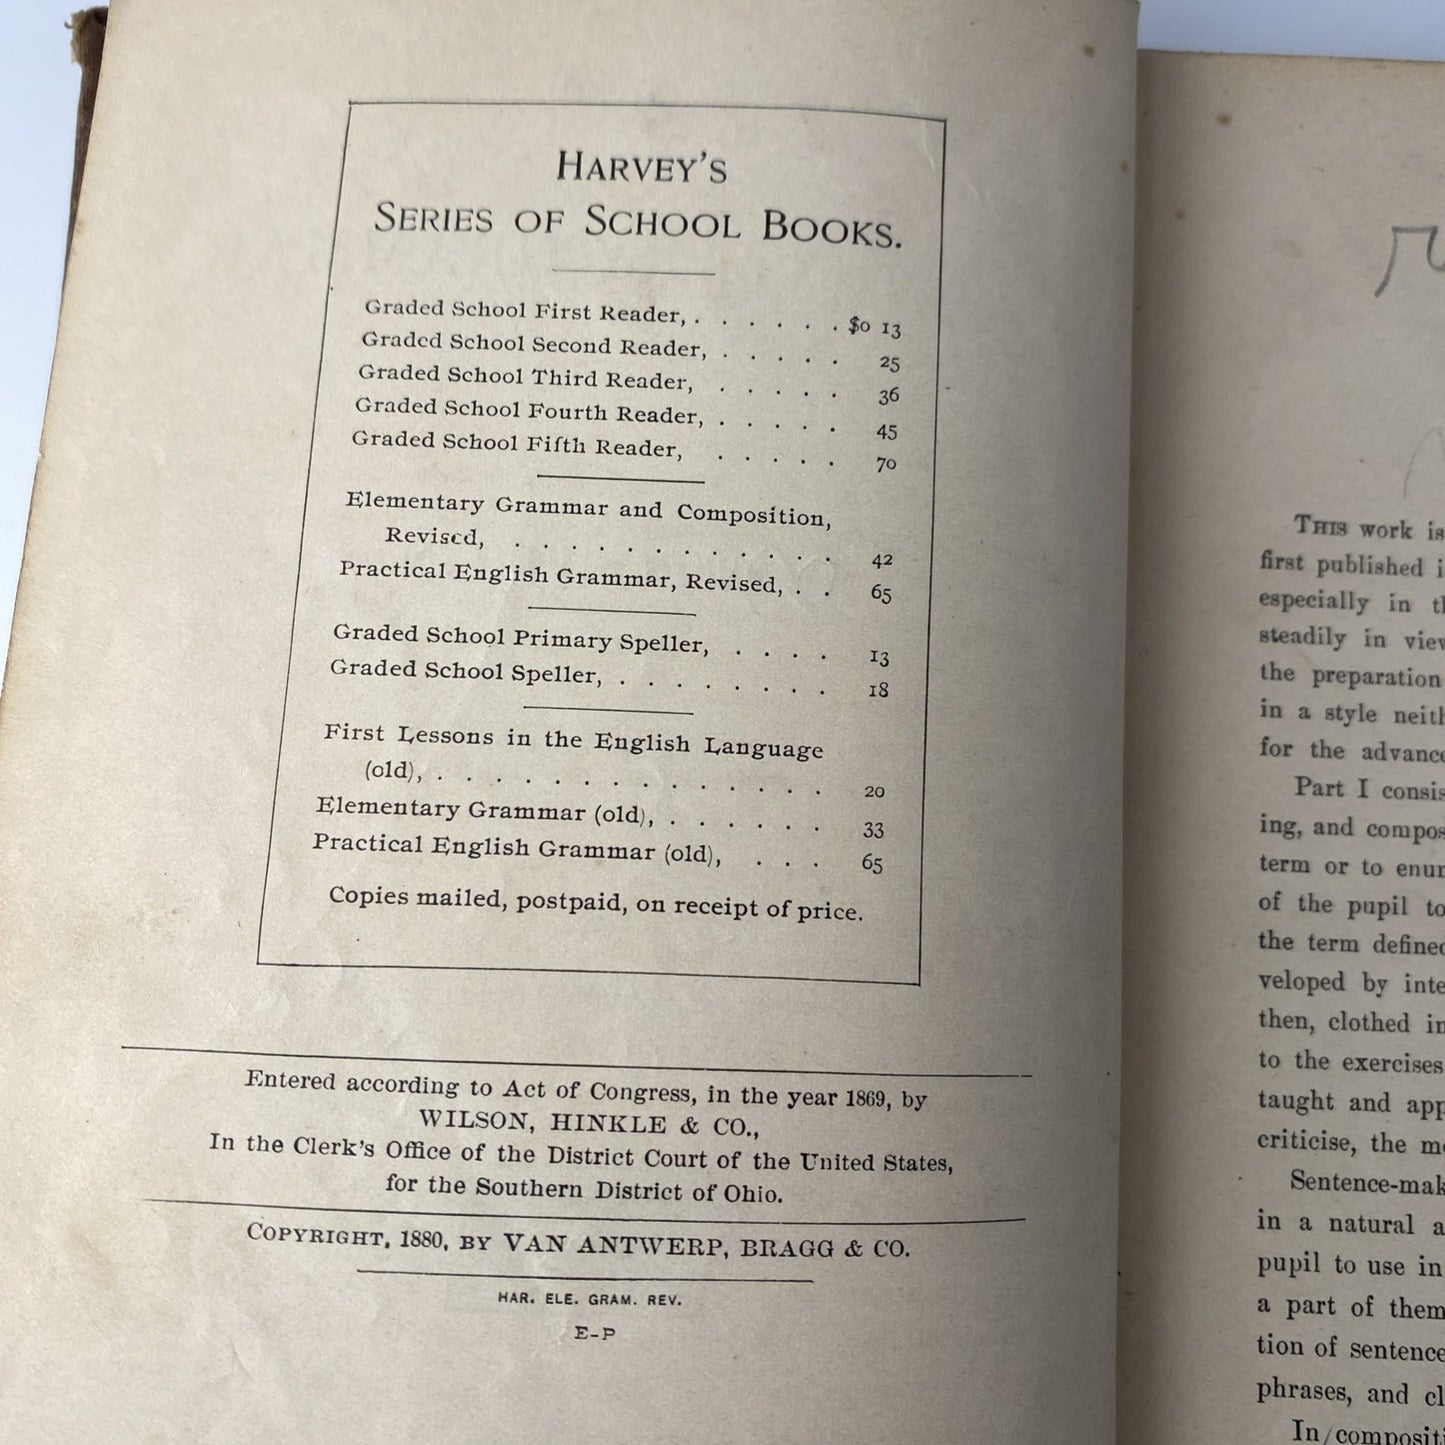 HARVEY'S
SERIES OF SCHOOL BOOKS.
Graded School First Reader, . . . . . . $0 13
Graded School Second Reader, . . . . . 25
Graded School Third Reader, . . . . . 36
Graded School Fourth Reader, . . . . . 45
Graded School Fifth Reader, . . . . . 70
Elementary Grammar and Composition,
Revised, . . . . . . . . . . . . 42
Practical English Grammar, Revised, . . 65
Graded School Primary Speller, . . . . 13
Graded School Speller, . . . . . . . . 18
First Lessons in the English Language
(old), . . . . . . . . . . . . . . 20
Elementary Grammar (old), . . . . . . 33
Practical English Grammar (old), . . . 65
Copies mailed, postpaid, on receipt of price.
Entered according to Act of Congress, in the year 1869, by
WILSON, HINKLE & CO.,
In the Clerk's Office of the District Court of the United States,
for the Southern District of Ohio.
COPYRIGHT, 1880, BY VAN ANTWERP, BRAGG & CO.
HAR. ELE. GRAM. REV.
E-P
THIS work is
first published
especially in
steadily in
the preparation
in a style
for the
Part I
ing, and
term or to
of the pupil to
the term
veloped by
then, clothed
to the exercises
taught and
criticise, the
Sentence-mak
in a natural
pupil to use in
a part of them
tion of
phrases, and
In